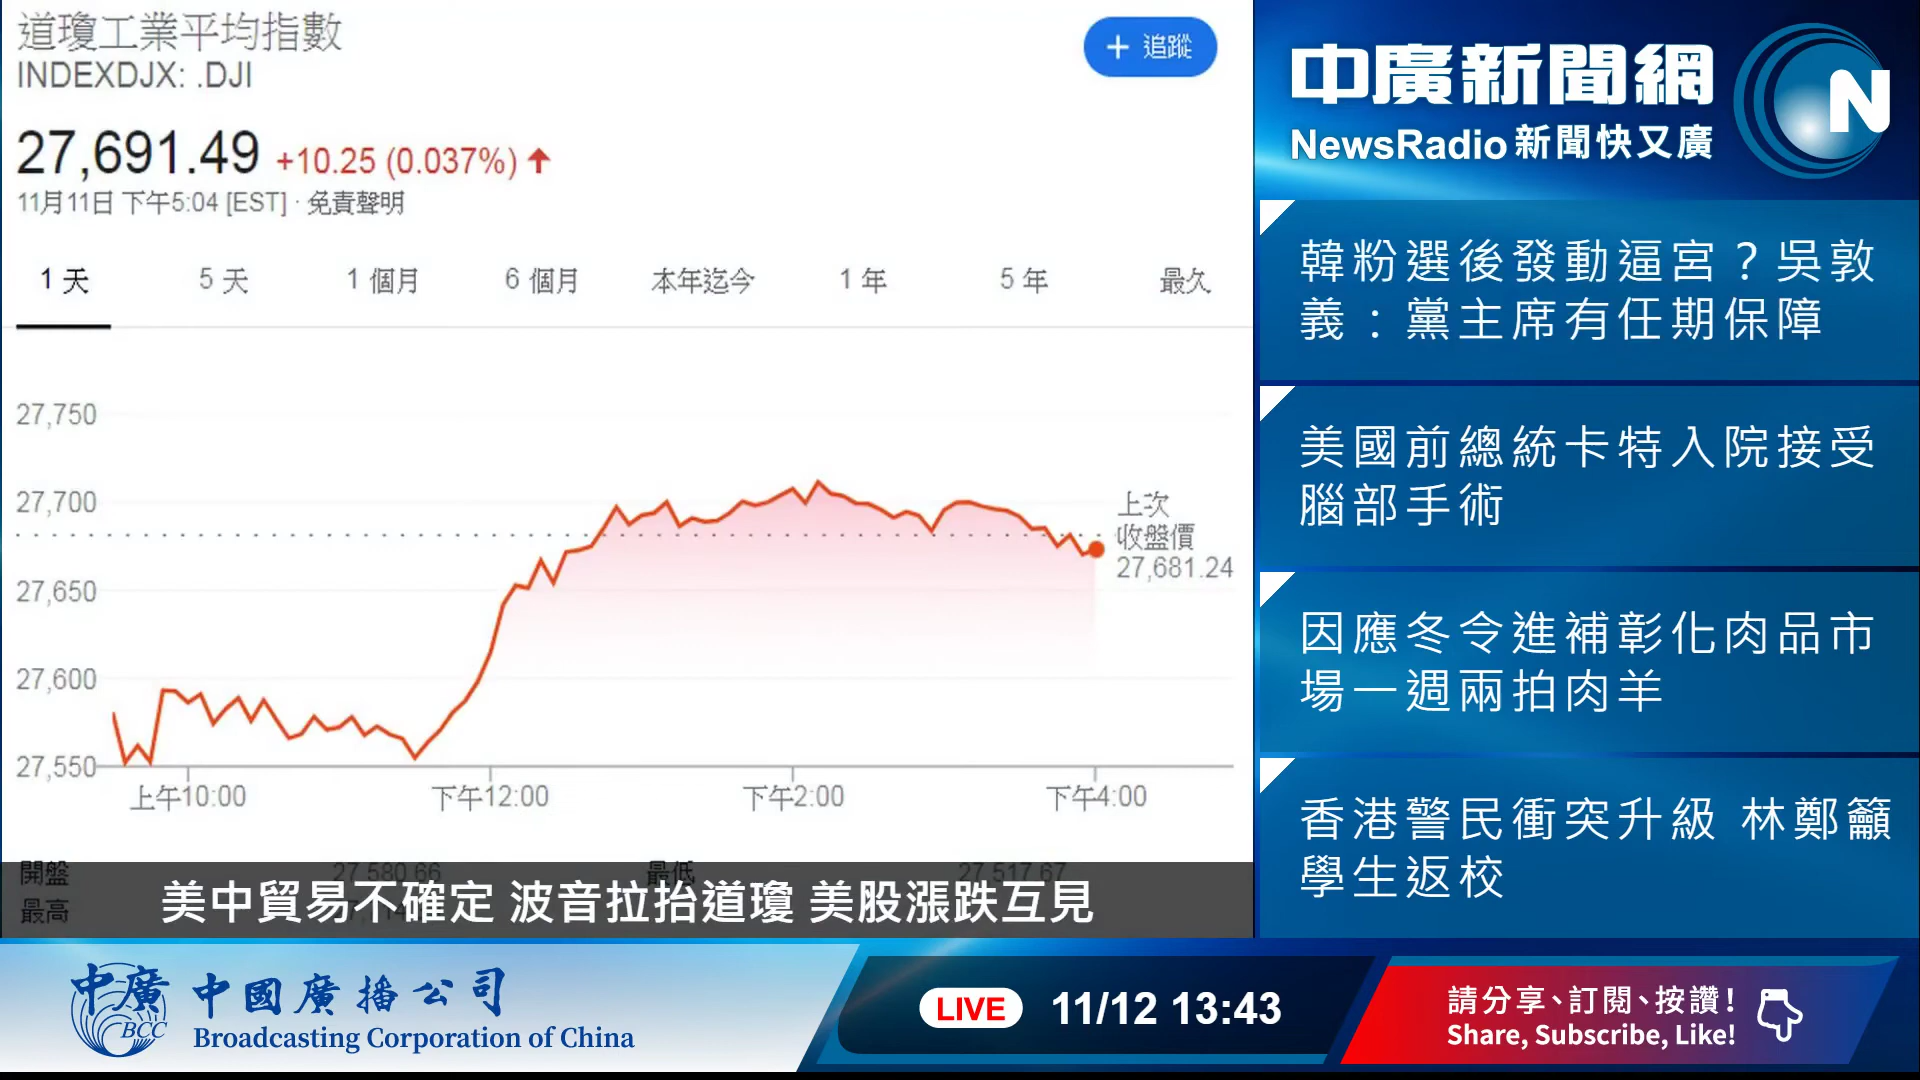 道瓊工業平均指數
INDEXDJX: .DJI
+ 追蹤
27,691.49 +10.25 (0.037%)
11月11日 下午5:04 [EST] · 免責聲明
1 天
5 天
1 個月
6 個月
本年迄今
1 年
5 年
最久
27,750
27,700
27,650
27,600
27,550
上次
收盤價
27,681.24
上午10:00
下午12:00
下午2:00
下午4:00
開盤
27,580.66
最低
27,517.67
最高
美中貿易不確定 波音拉抬道瓊 美股漲跌互見
中廣新聞網
NewsRadio 新聞快又廣
N
韓粉選後發動逼宮？吳敦
義：黨主席有任期保障
美國前總統卡特入院接受
腦部手術
因應冬令進補彰化肉品市
場一週兩拍肉羊
香港警民衝突升級 林鄭籲
學生返校
中廣
BCC
中國廣播公司
Broadcasting Corporation of China
LIVE
11/12 13:43
請分享、訂閱、按讚！
Share, Subscribe, Like!